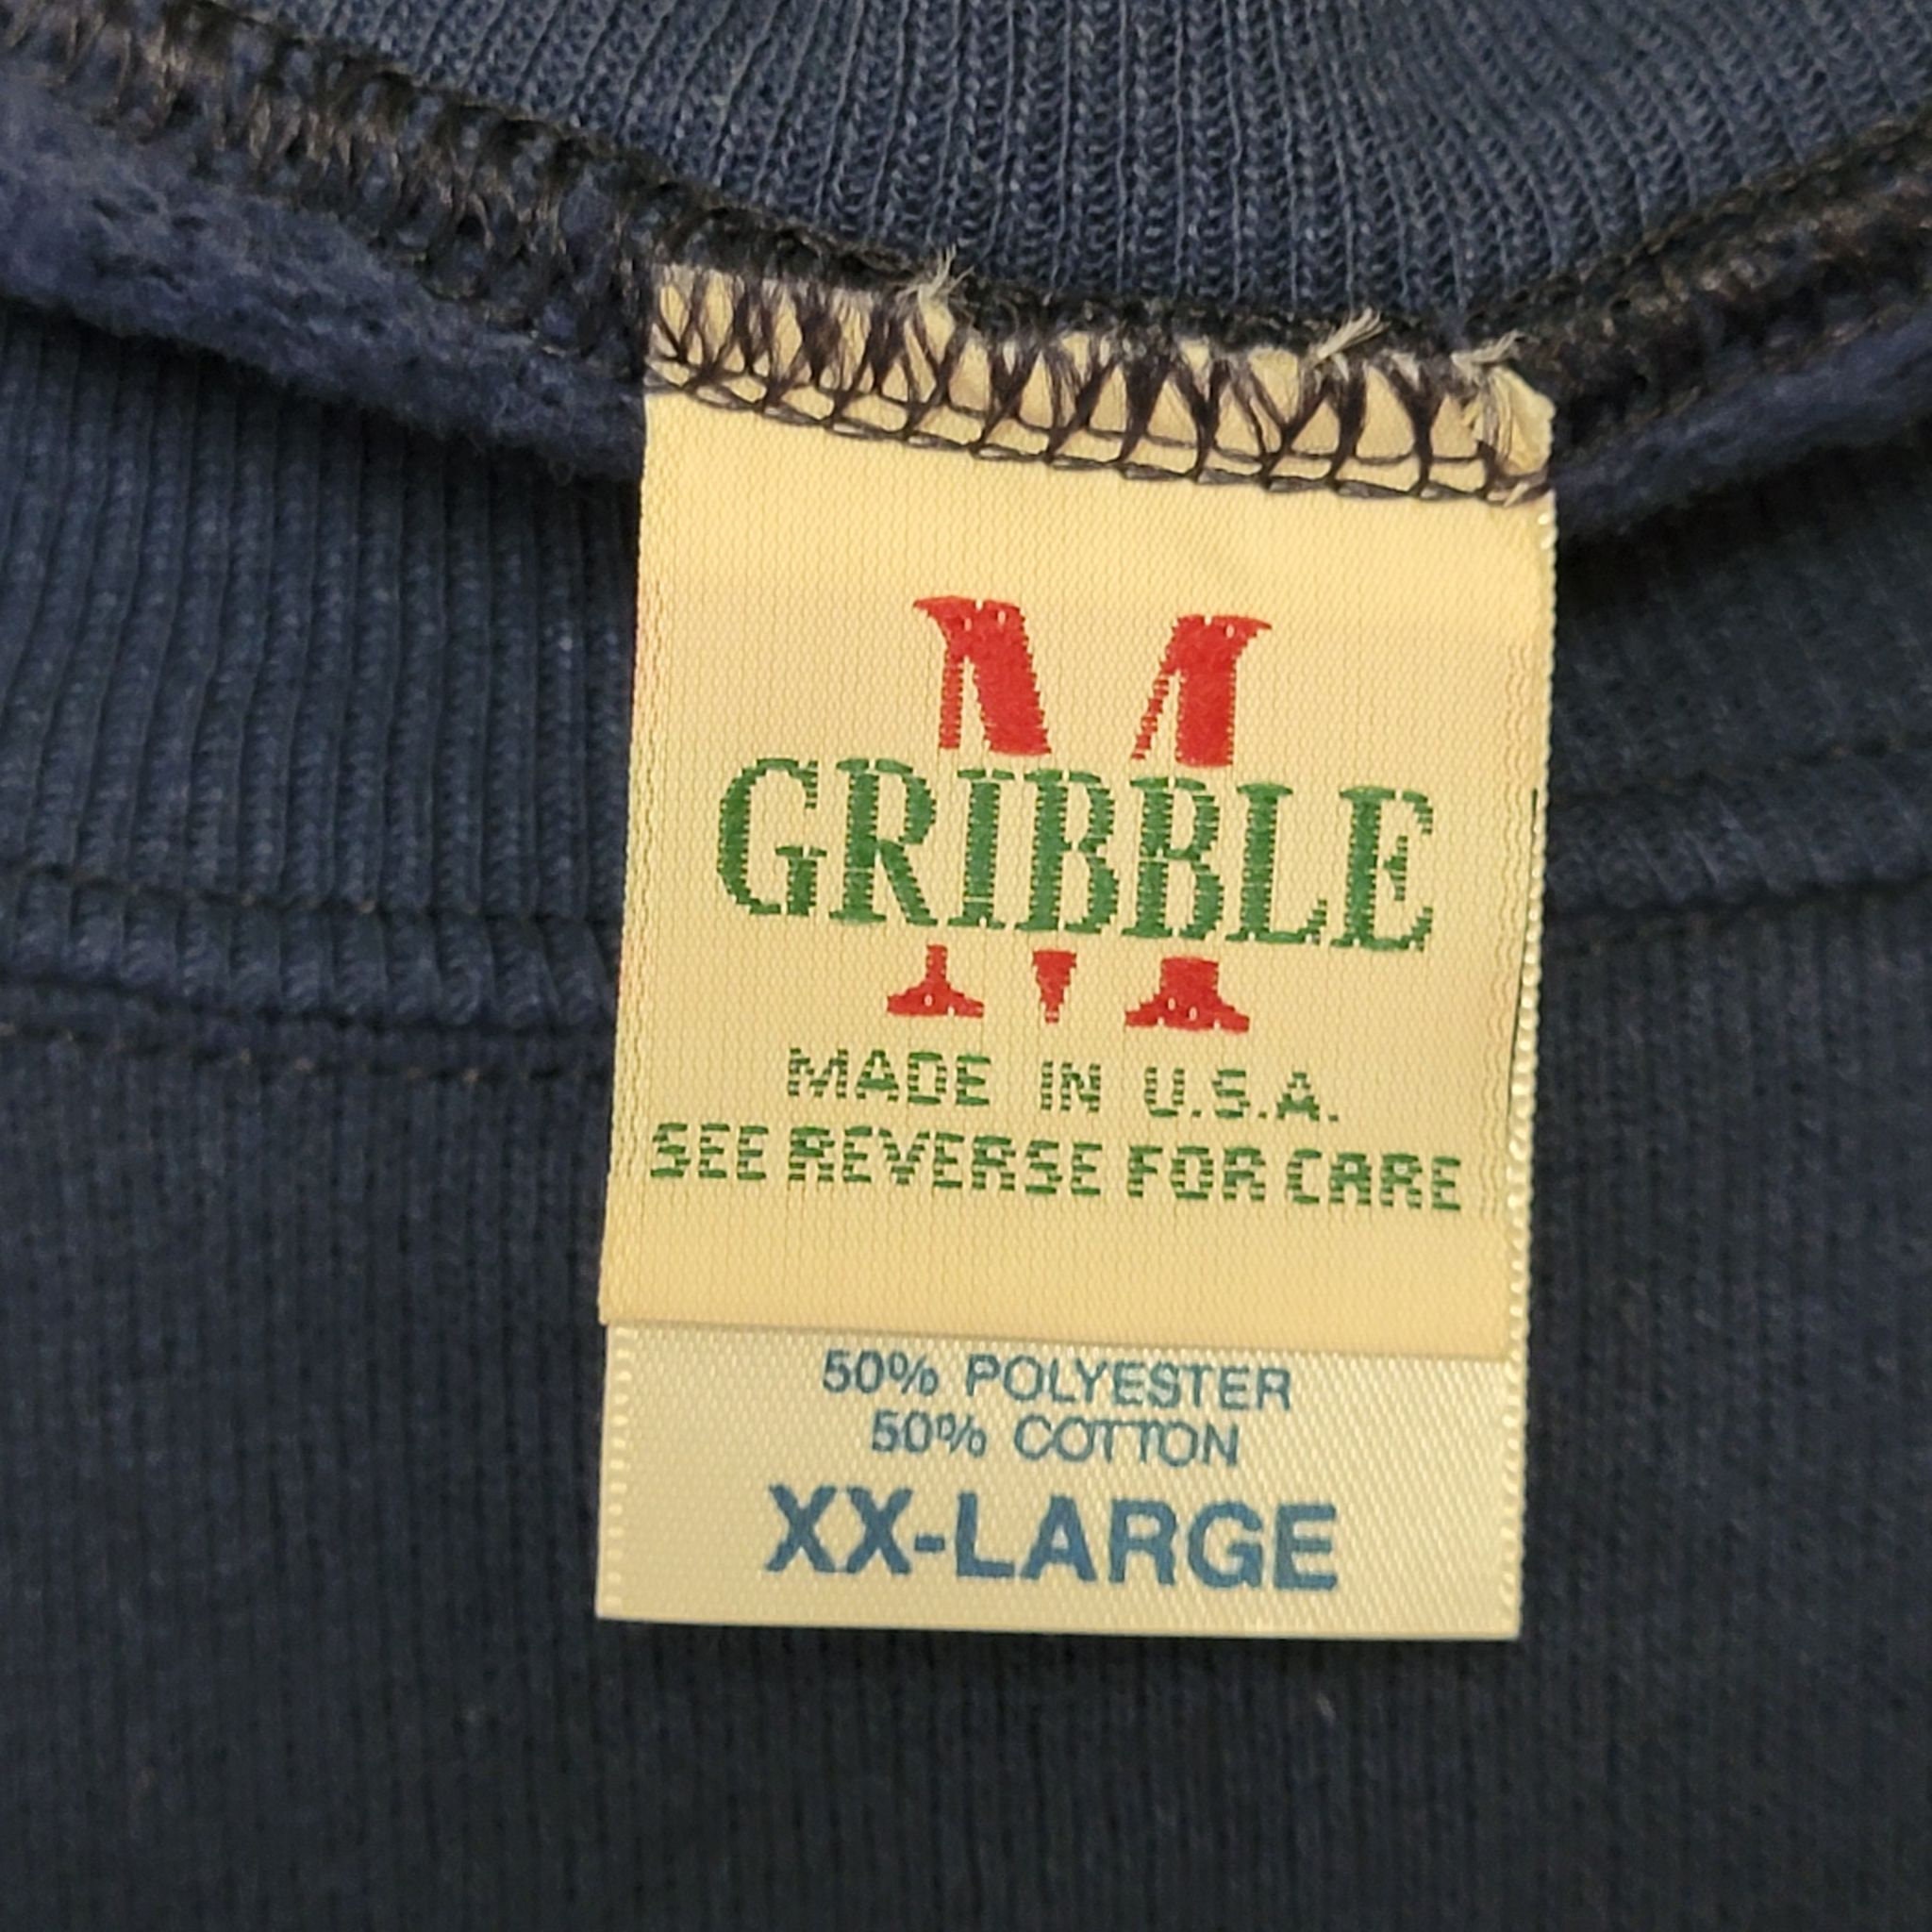 M
GRIBBLE
MADE IN U.S.A.
SEE REVERSE FOR CARE
50% POLYESTER
50% COTTON
XX-LARGE